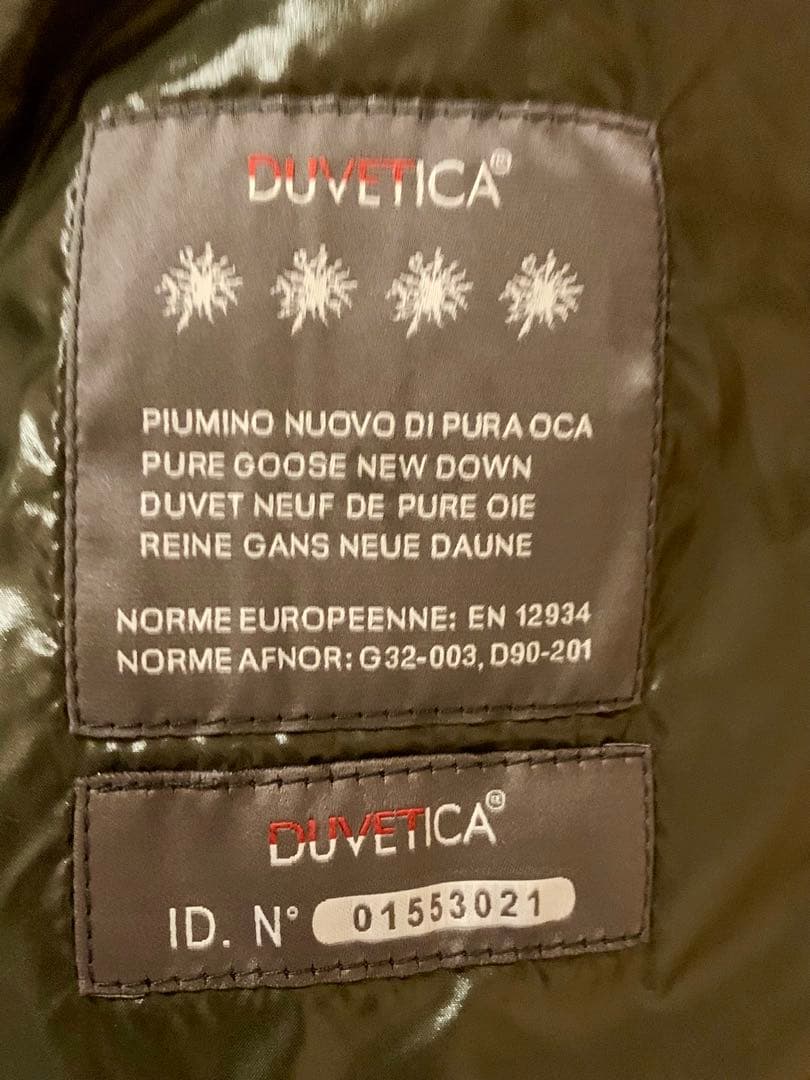 DUVETICA®
PIUMINO NUOVO DI PURA OCA
PURE GOOSE NEW DOWN
DUVET NEUF DE PURE OIE
REINE GANS NEUE DAUNE
NORME EUROPEENNE: EN 12934
NORME AFNOR: G32-003, D90-201
DUVETICA®
ID. N° 01553021